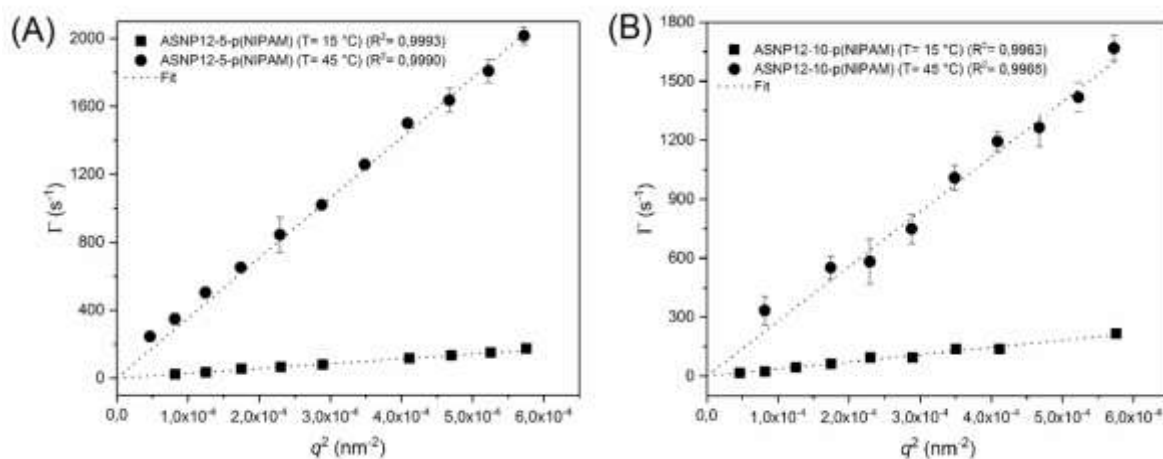 (A)
ASNP12-5-p(NIPAM) (T= 15 °C) (R²= 0,9993)
ASNP12-5-p(NIPAM) (T= 45 °C) (R²= 0,9990)
Fit
2000
1600
1200
800
400
0
Γ (s⁻¹)
0,0 1,0x10⁻⁴ 2,0x10⁻⁴ 3,0x10⁻⁴ 4,0x10⁻⁴ 5,0x10⁻⁴ 6,0x10⁻⁴
q² (nm⁻²)
(B)
ASNP12-10-p(NIPAM) (T= 15 °C) (R²= 0,9963)
ASNP12-10-p(NIPAM) (T= 45 °C) (R²= 0,9965)
Fit
1800
1500
1200
900
600
300
0
Γ (s⁻¹)
0,0 1,0x10⁻⁴ 2,0x10⁻⁴ 3,0x10⁻⁴ 4,0x10⁻⁴ 5,0x10⁻⁴ 6,0x10⁻⁴
q² (nm⁻²)